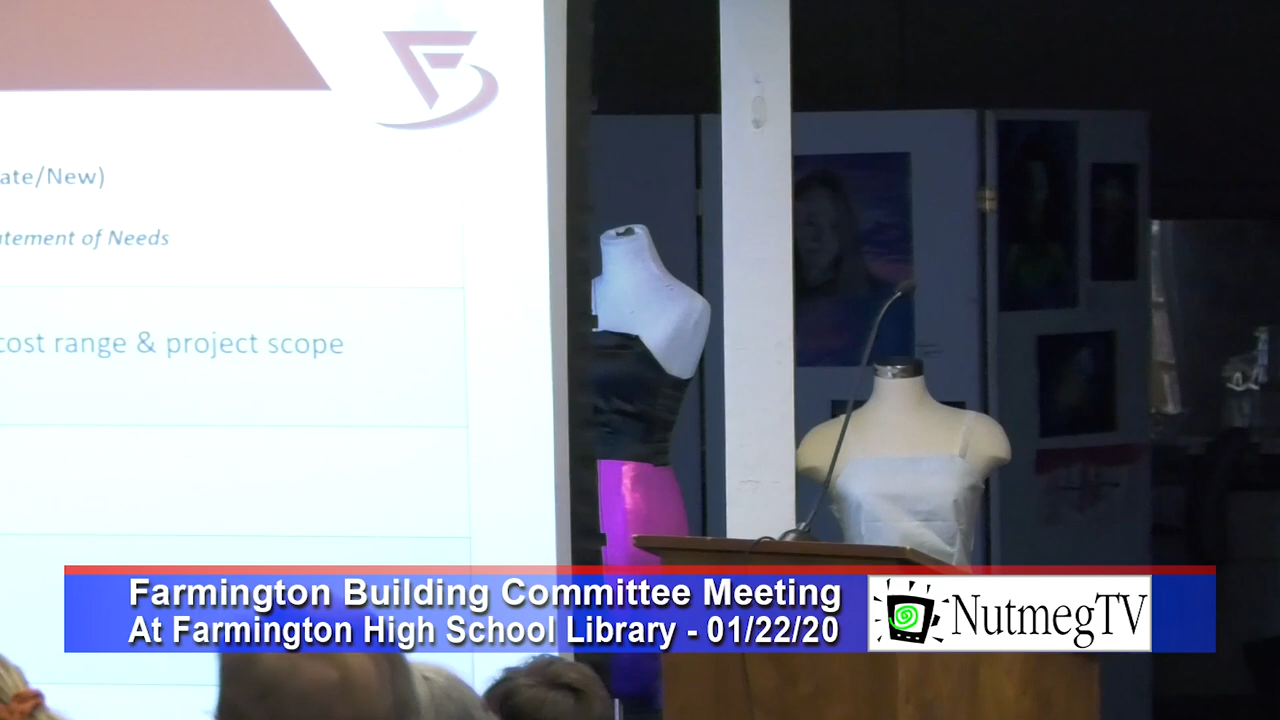 ate/New)
atement of Needs
cost range & project scope
Farmington Building Committee Meeting
At Farmington High School Library - 01/22/20
NutmegTV